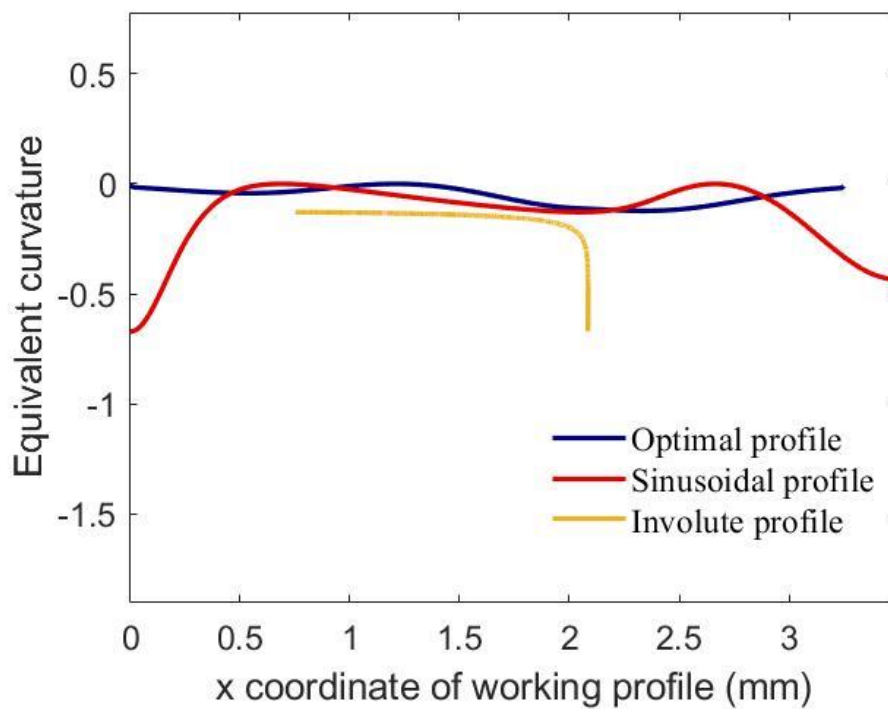 0.5
0
-0.5
-1
-1.5
Equivalent curvature
Optimal profile
Sinusoidal profile
Involute profile
0 0.5 1 1.5 2 2.5 3
x coordinate of working profile (mm)